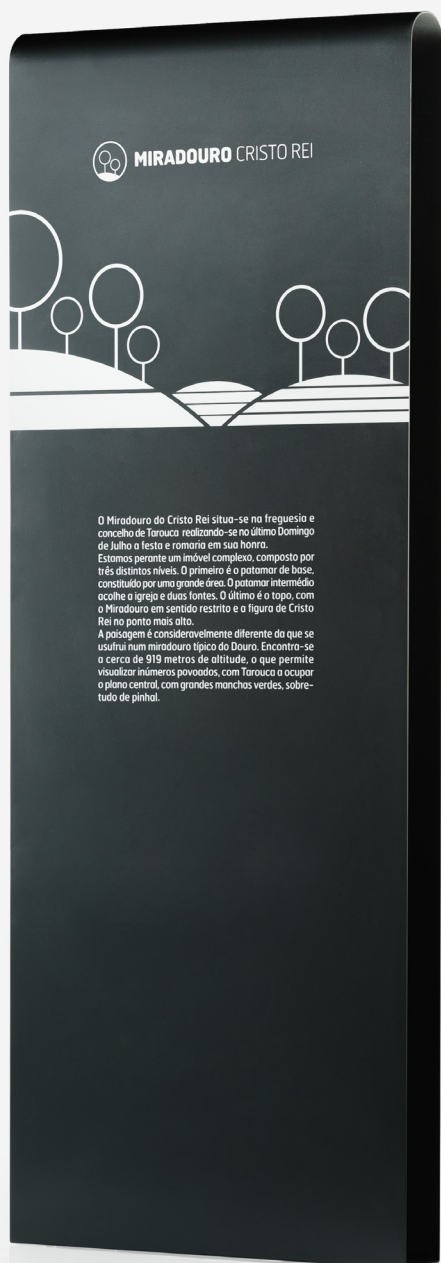 MIRADOURO CRISTO REI
O Miradouro do Cristo Rei situa-se na freguesia e
concelho de Tarouca realizando-se no último Domingo
de Julho a festa e romaria em sua honra.
Estamos perante um imóvel complexo, composto por
três distintos níveis. O primeiro é o patamar de base,
constituído por uma grande área. O patamar intermédio
acolhe a igreja e duas fontes. O último é o topo, com
o Miradouro em sentido restrito e a figura de Cristo
Rei no ponto mais alto.
A paisagem é consideravelmente diferente da que se
usufrui num miradouro típico do Douro. Encontra-se
a cerca de 919 metros de altitude, o que permite
visualizar inúmeros povoados, com Tarouca a ocupar
o plano central, com grandes manchas verdes, sobre-
tudo de pinhal.